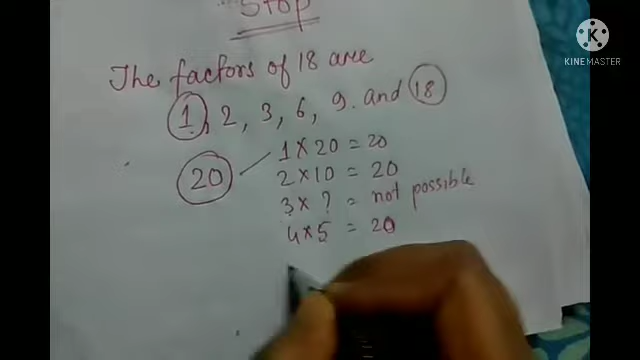 Stop
The factors of 18 are
1, 2, 3, 6, 9. and 18
20 1 × 20 = 20
2 × 10 = 20
3 × ? = not possible
4 × 5 = 20
KINEMASTER